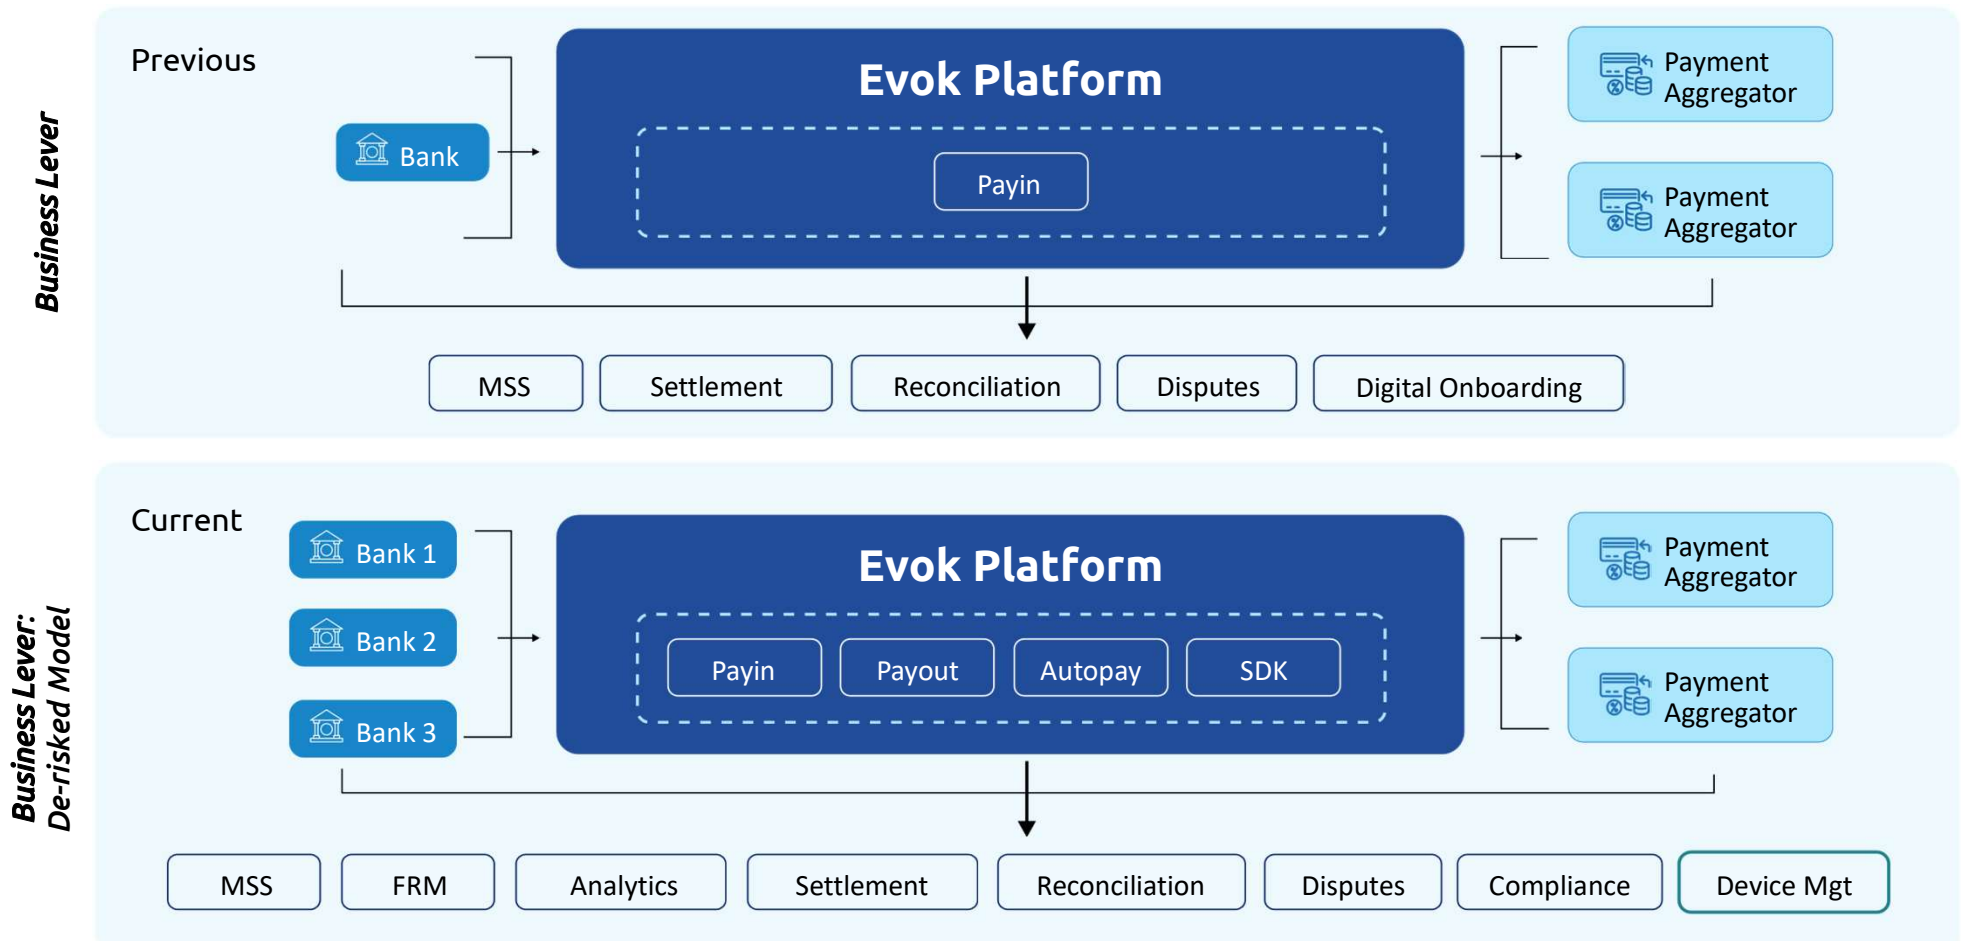 Business Lever
Previous
Bank
Evok Platform
Payin
Payment
Aggregator
Payment
Aggregator
MSS
Settlement
Reconciliation
Disputes
Digital Onboarding
Business Lever:
De-risked Model
Current
Bank 1
Bank 2
Bank 3
Evok Platform
Payin
Payout
Autopay
SDK
Payment
Aggregator
Payment
Aggregator
MSS
FRM
Analytics
Settlement
Reconciliation
Disputes
Compliance
Device Mgt